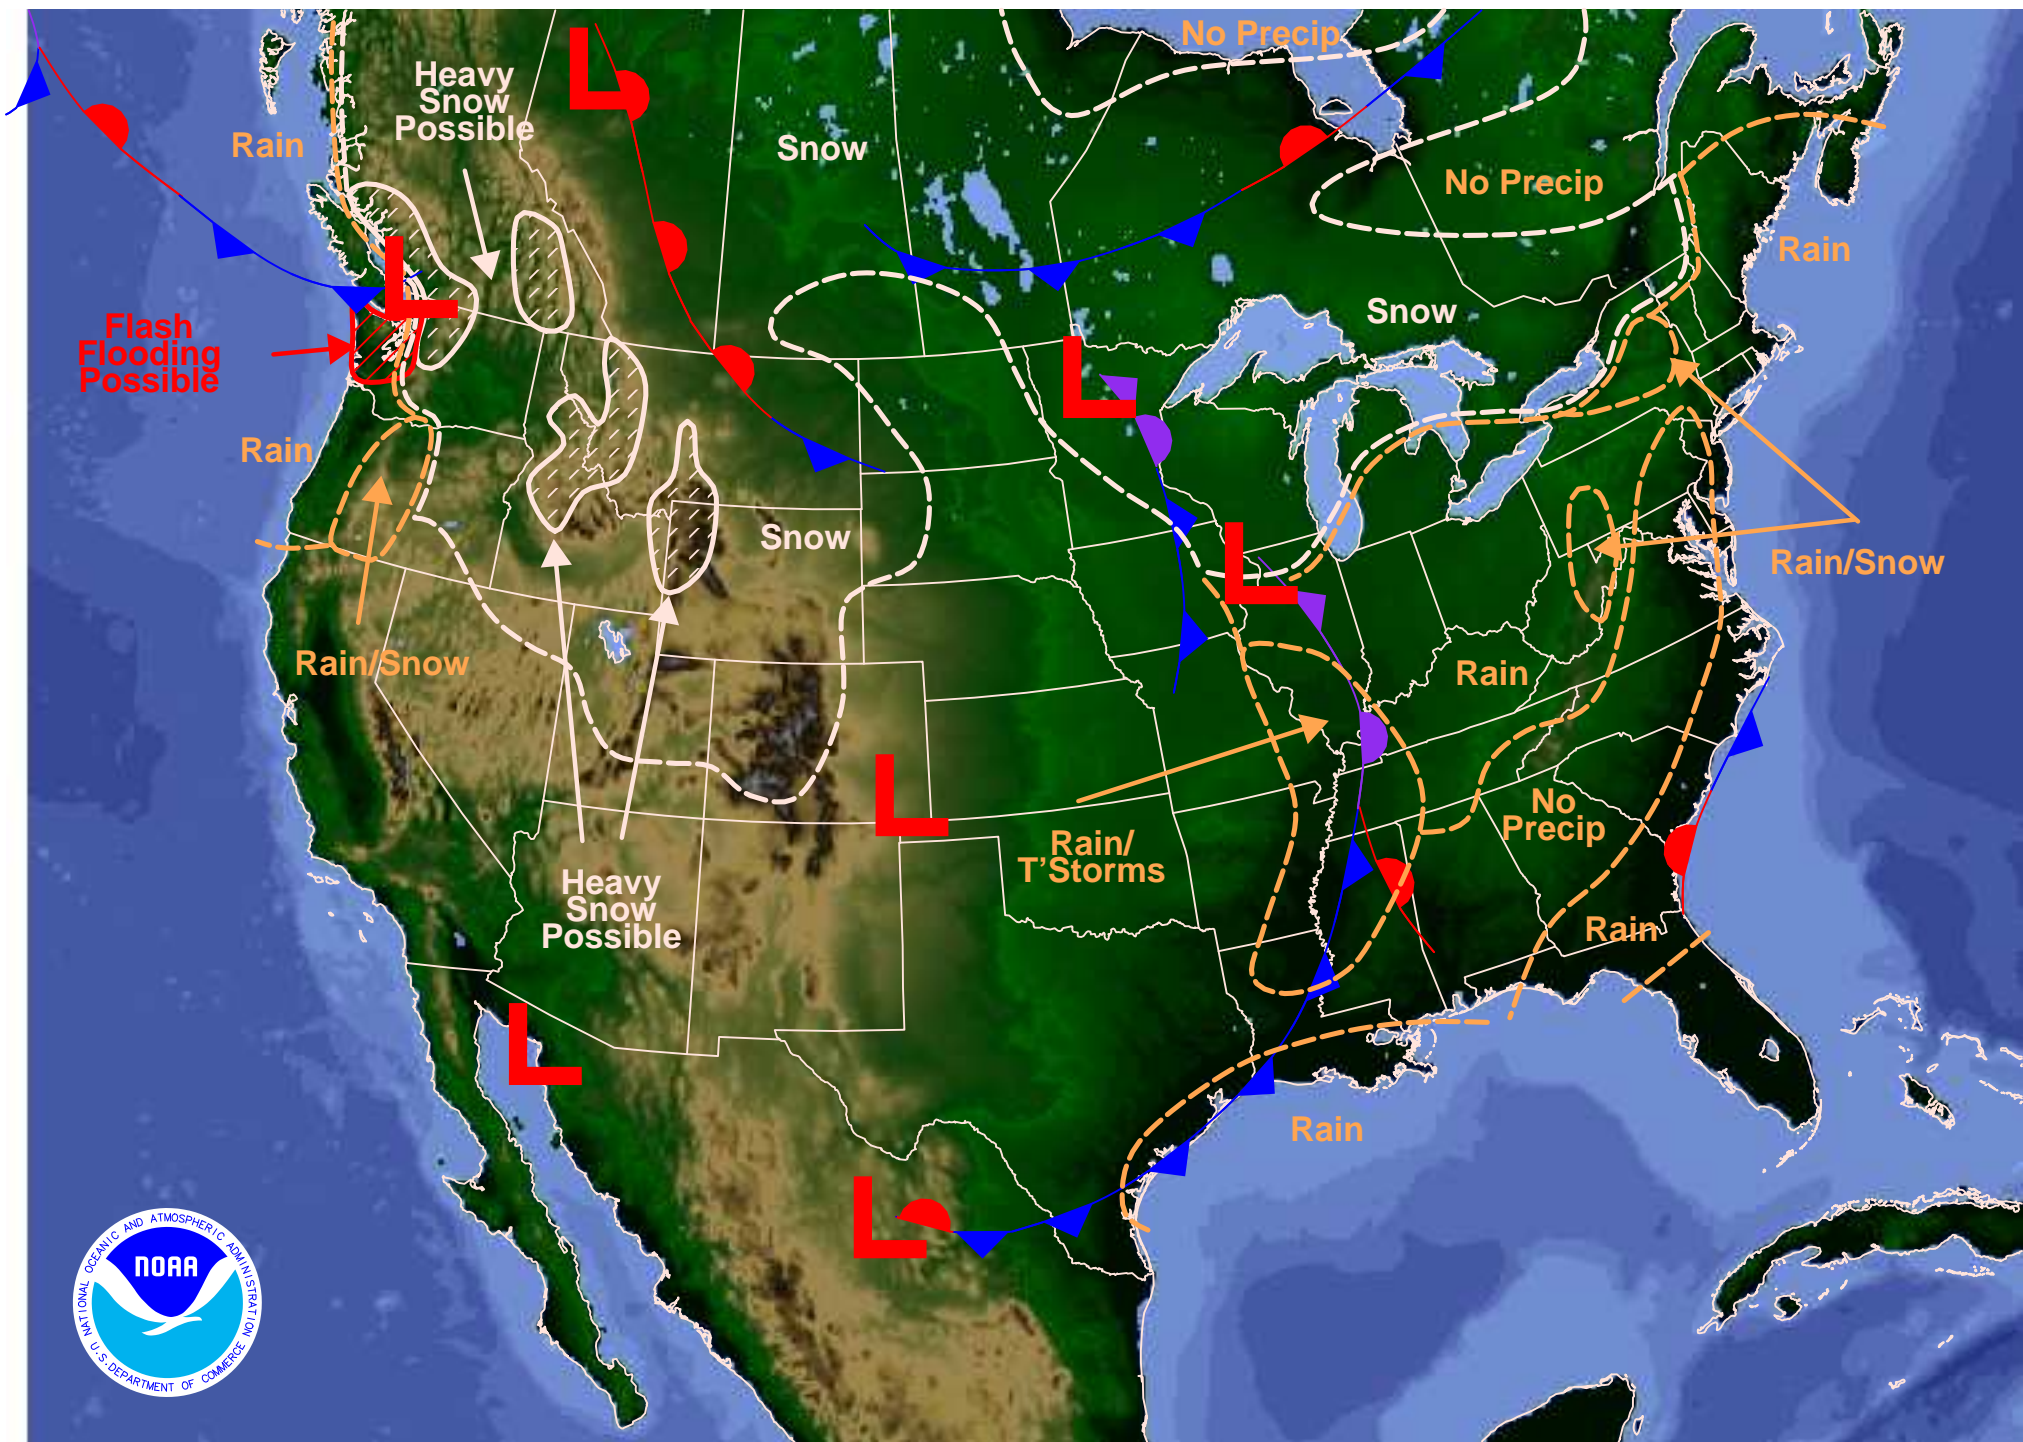 No Precip
Heavy
Snow
Possible
Rain
Snow
No Precip
Rain
Flash
Flooding
Possible
Snow
Rain
Snow
Rain/Snow
Rain/Snow
Rain
No
Precip
Rain/
T'Storms
Heavy
Snow
Possible
Rain
Rain
NATIONAL OCEANIC AND ATMOSPHERIC ADMINISTRATION
NOAA
U.S. DEPARTMENT OF COMMERCE
L
L
L
L
L
L
L